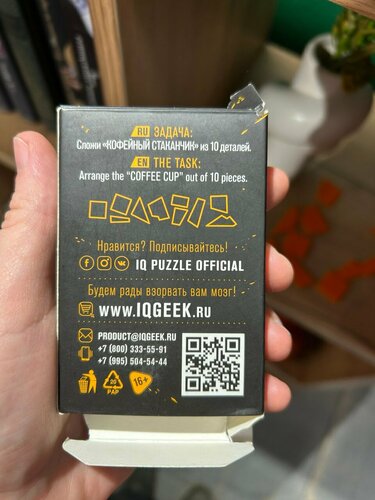 RU ЗАДАЧА:
Сложи «КОФЕЙНЫЙ СТАКАНЧИК» из 10 деталей.
EN THE TASK:
Arrange the "COFFEE CUP" out of 10 pieces.
Нравится? Подписывайтесь!
IQ PUZZLE OFFICIAL
Будем рады взорвать вам мозг!
WWW.IQGEEK.RU
PRODUCT@IQGEEK.RU
+7 (800) 333-55-91
+7 (995) 504-54-44
PAP
16+